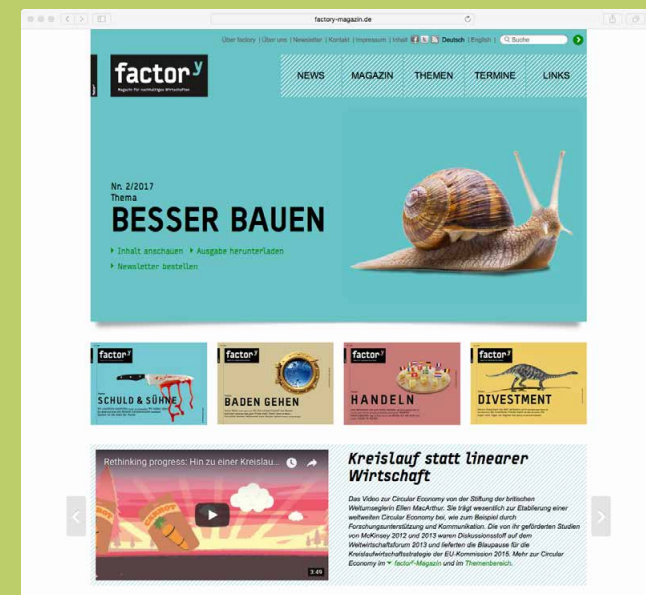 factory-magazin.de
Über factory | Über uns | Newsletter | Kontakt | Impressum | Inhalt Deutsch | English | Suche
factory
Magazin für nachhaltiges Wirtschaften
NEWS MAGAZIN THEMEN TERMINE LINKS
Nr. 2/2017
Thema
BESSER BAUEN
Inhalt anschauen Ausgabe herunterladen
Newsletter bestellen
factory factory factory factory
SCHULD & SÜHNE BADEN GEHEN HANDELN DIVESTMENT
Rethinking progress: Hin zu einer Kreislau...
3:49
Kreislauf statt linearer
Wirtschaft
Das Video zur Circular Economy von der Stiftung der britischen
Weltumseglerin Ellen MacArthur. Sie trägt wesentlich zur Etablierung einer
weltweiten Circular Economy bei, wie zum Beispiel durch
Forschungsunterstützung und Kommunikation. Die von ihr geförderten Studien
von McKinsey 2012 und 2013 waren Diskussionsstoff auf dem
Weltwirtschaftsforum 2013 und lieferten die Blaupause für die
Kreislaufwirtschaftsstrategie der EU-Kommission 2015. Mehr zur Circular
Economy im factory-Magazin und im Themenbereich.